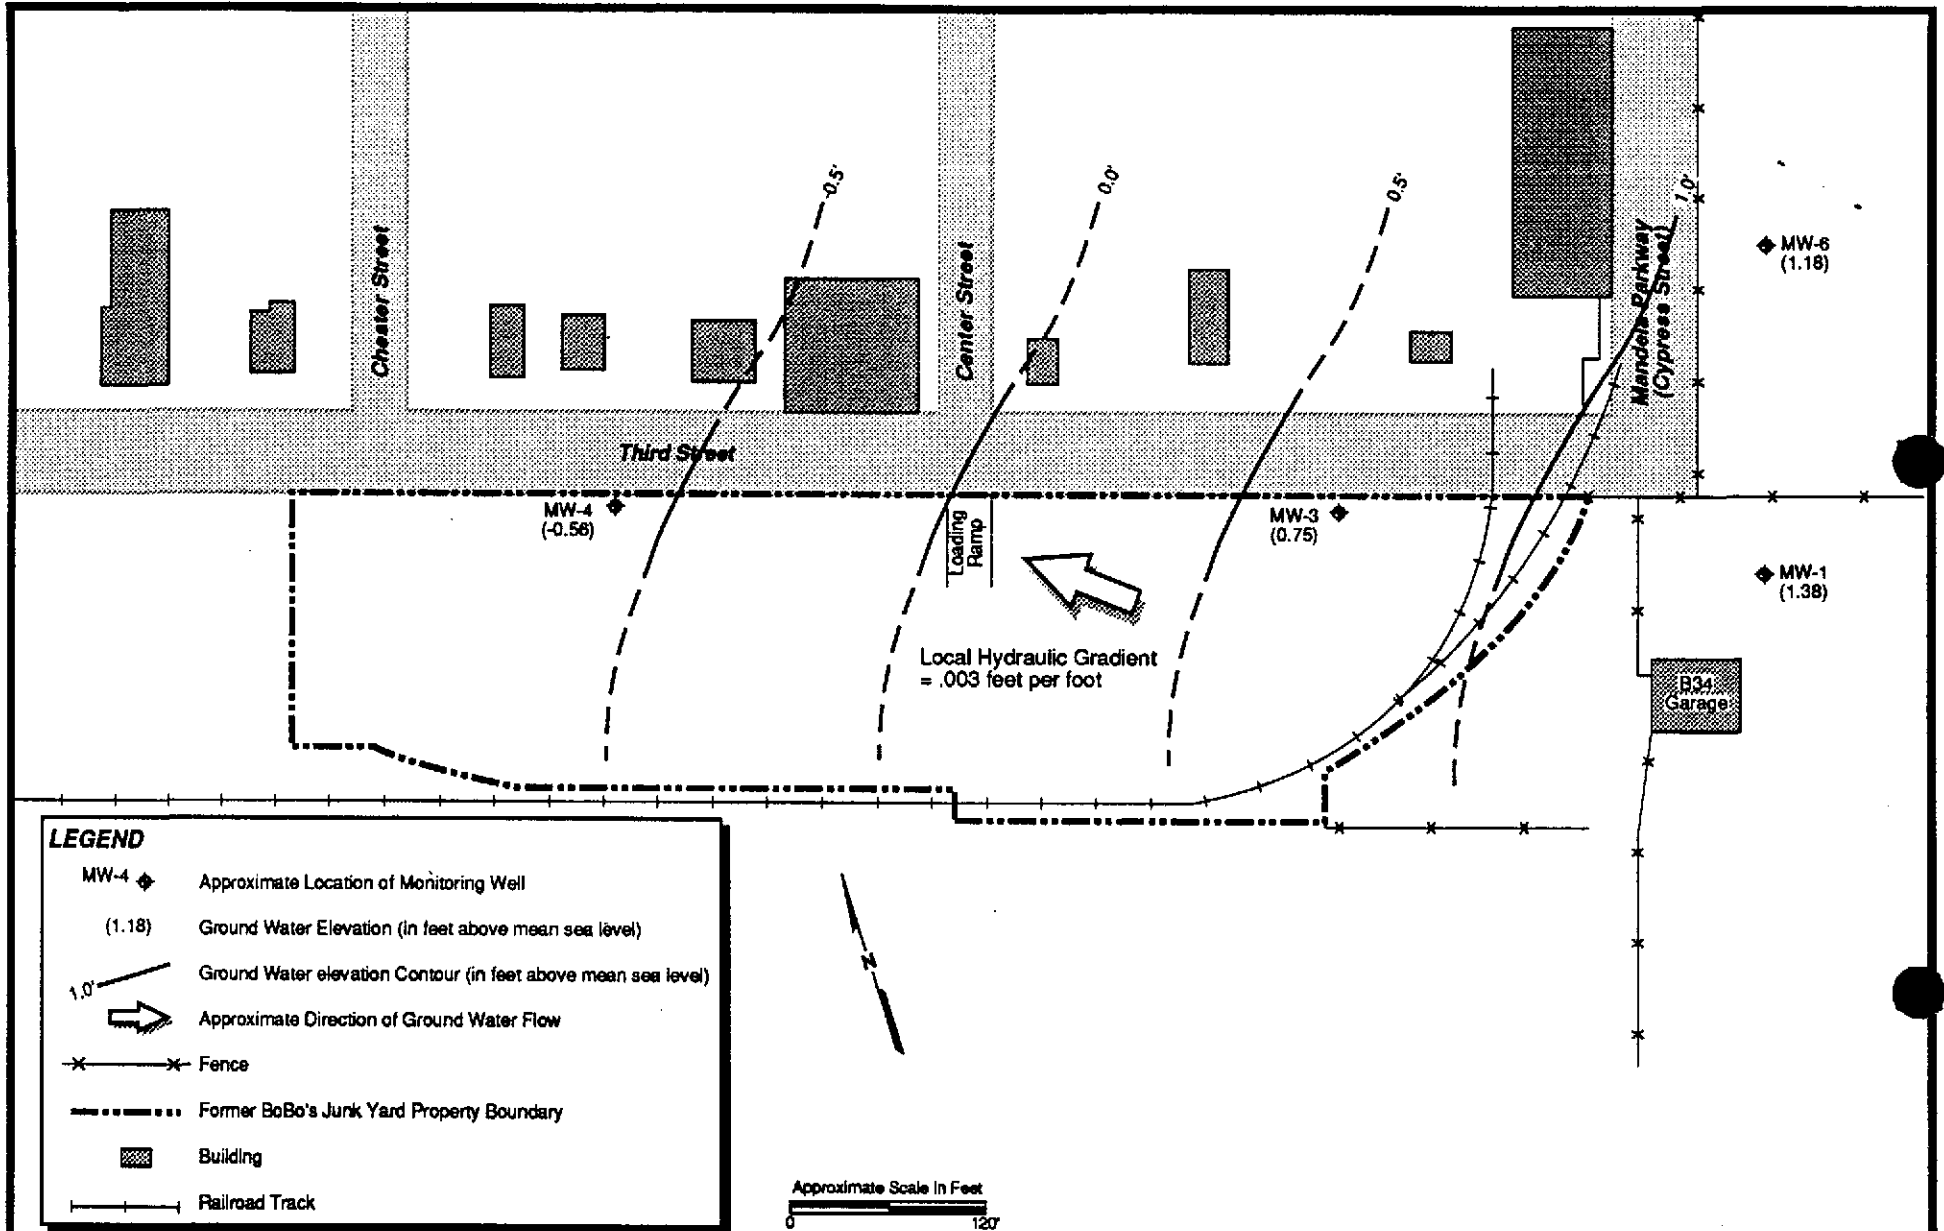 -0.5'
0.0'
0.5'
1.0'
Chester Street
Center Street
Mandela Parkway
(Cypress Street)
MW-6
(1.18)
Third Street
MW-4
(-0.56)
Loading
Ramp
MW-3
(0.75)
MW-1
(1.38)
Local Hydraulic Gradient
= .003 feet per foot
B34
Garage
LEGEND
MW-4 Approximate Location of Monitoring Well
(1.18) Ground Water Elevation (in feet above mean sea level)
1.0' Ground Water elevation Contour (in feet above mean sea level)
Approximate Direction of Ground Water Flow
Fence
Former BoBo's Junk Yard Property Boundary
Building
Railroad Track
N
Approximate Scale In Feet
0 120'